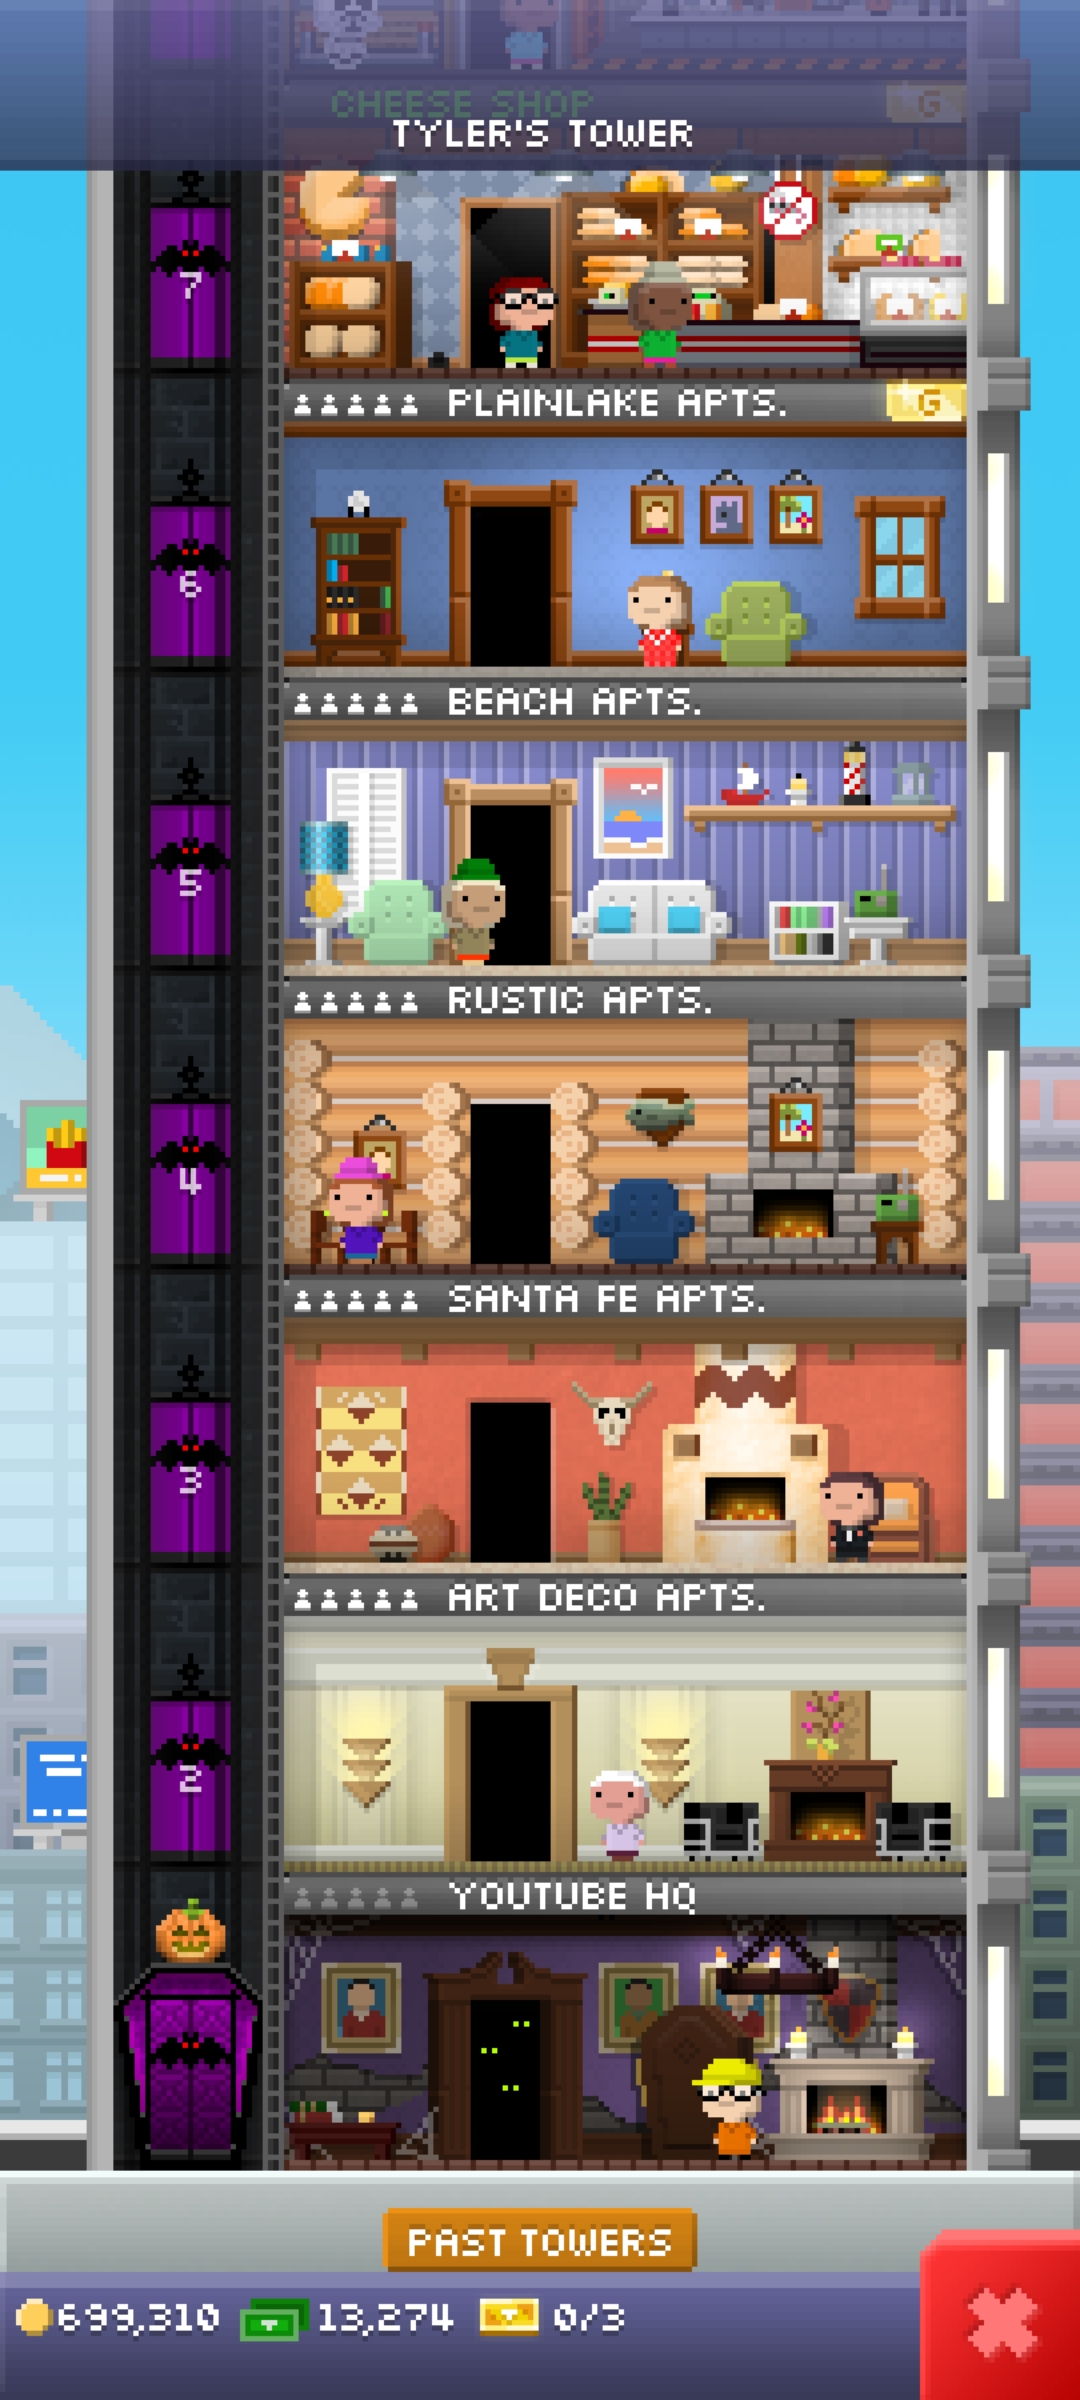 CHEESE SHOP
G
TYLER'S TOWER
7
PLAINLAKE APTS.
G
6
BEACH APTS.
5
RUSTIC APTS.
4
SANTA FE APTS.
3
ART DECO APTS.
2
YOUTUBE HQ
PAST TOWERS
699,310 13,274 0/3